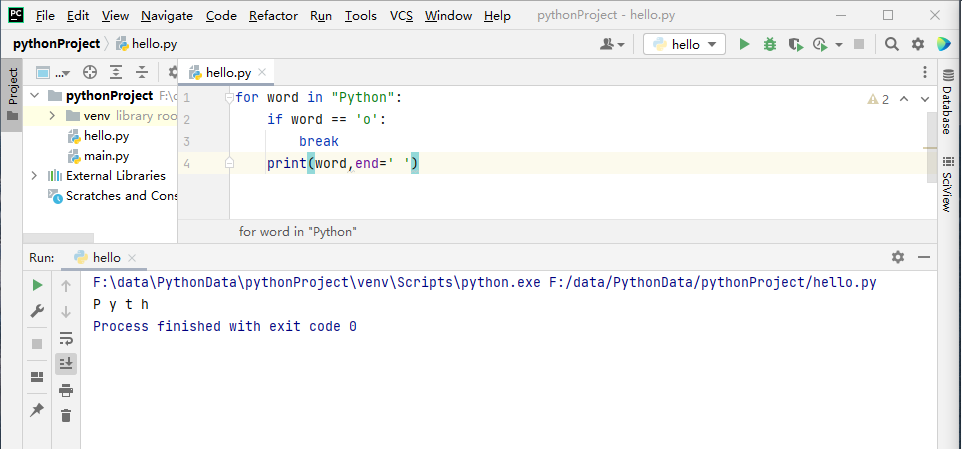 PC File Edit View Navigate Code Refactor Run Tools VCS Window Help pythonProject - hello.py
pythonProject hello.py hello
Project
... hello.py
pythonProject F:\d
venv library roo
hello.py
main.py
External Libraries
Scratches and Cons
1 for word in "Python":
2 if word == 'o':
3 break
4 print(word,end=' ')
2
for word in "Python"
Database
SciView
Run: hello
F:\data\PythonData\pythonProject\venv\Scripts\python.exe F:/data/PythonData/pythonProject/hello.py
P y t h
Process finished with exit code 0